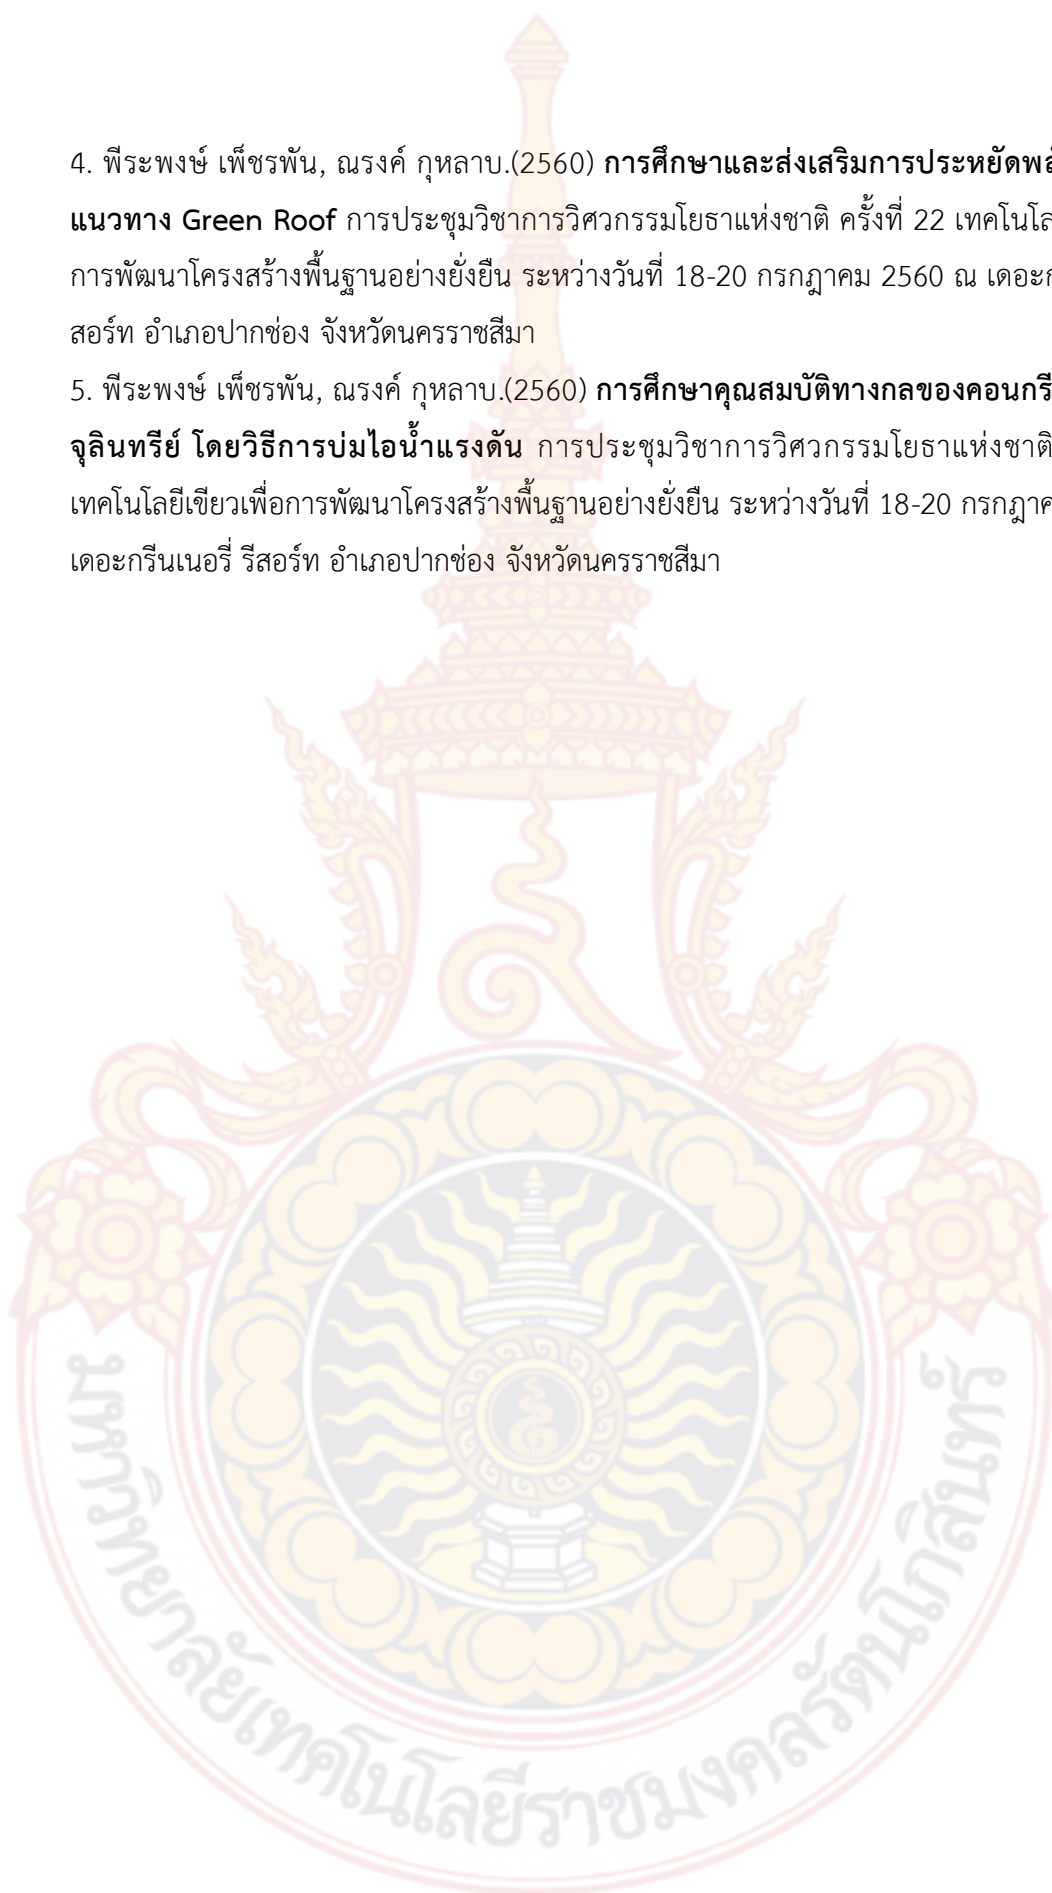 4. พีระพงษ์ เพ็ชรพัน, ณรงค์ กุหลาบ.(2560) การศึกษาและส่งเสริมการประหยัด
แนวทาง Green Roof การประชุมวิชาการวิศวกรรมโยธาแห่งชาติ ครั้งที่ 22
การพัฒนาโครงสร้างพื้นฐานอย่างยั่งยืน ระหว่างวันที่ 18-20 กรกฎาคม 2560 ณ
สอร์ท อำเภอปากช่อง จังหวัดนครราชสีมา
5. พีระพงษ์ เพ็ชรพัน, ณรงค์ กุหลาบ.(2560) การศึกษาคุณสมบัติทางกลของคอนกรี
จุลินทรีย์ โดยวิธีการบ่มไอน้ำแรงดัน การประชุมวิชาการวิศวกรรมโยธาแห่งชาติ
เทคโนโลยีเขียวเพื่อการพัฒนาโครงสร้างพื้นฐานอย่างยั่งยืน ระหว่างวันที่ 18-20
เดอะกรีนเนอรี่ รีสอร์ท อำเภอปากช่อง จังหวัดนครราชสีมา
มหาวิทยาลัยเทคโนโลยีราชมงคลรัตนโกสินทร์